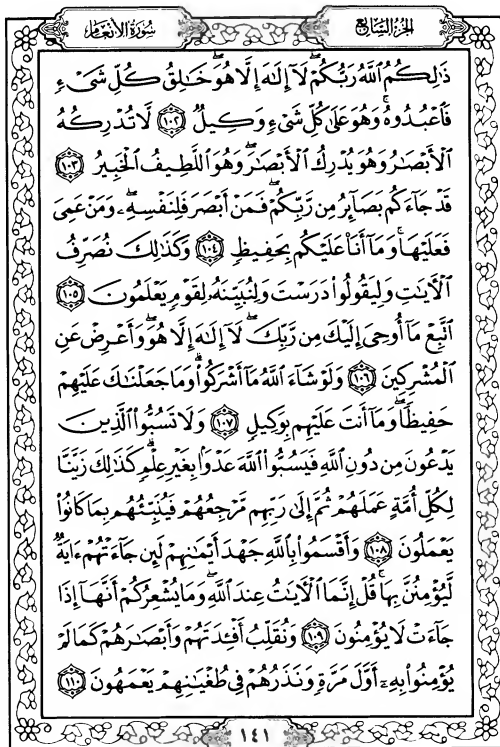 الجزء السابع سورة الأنعام
ذَٰلِكُمُ ٱللَّهُ رَبُّكُمْ ۖ لَآ إِلَٰهَ إِلَّا هُوَ ۖ خَٰلِقُ كُلِّ شَىْءٍ
فَٱعْبُدُوهُ ۚ وَهُوَ عَلَىٰ كُلِّ شَىْءٍ وَكِيلٌ ١٠٢ لَّا تُدْرِكُهُ
ٱلْأَبْصَٰرُ وَهُوَ يُدْرِكُ ٱلْأَبْصَٰرَ ۖ وَهُوَ ٱللَّطِيفُ ٱلْخَبِيرُ ١٠٣
قَدْ جَآءَكُم بَصَآئِرُ مِن رَّبِّكُمْ ۖ فَمَنْ أَبْصَرَ فَلِنَفْسِهِۦ ۖ وَمَنْ عَمِىَ
فَعَلَيْهَا ۚ وَمَآ أَنَا۠ عَلَيْكُم بِحَفِيظٍ ١٠٤ وَكَذَٰلِكَ نُصَرِّفُ
ٱلْءَايَٰتِ وَلِيَقُولُوا۟ دَرَسْتَ وَلِنُبَيِّنَهُۥ لِقَوْمٍ يَعْلَمُونَ ١٠٥
ٱتَّبِعْ مَآ أُوحِىَ إِلَيْكَ مِن رَّبِّكَ ۖ لَآ إِلَٰهَ إِلَّا هُوَ ۖ وَأَعْرِضْ عَنِ
ٱلْمُشْرِكِينَ ١٠٦ وَلَوْ شَآءَ ٱللَّهُ مَآ أَشْرَكُوا۟ ۗ وَمَا جَعَلْنَٰكَ عَلَيْهِمْ
حَفِيظًا ۖ وَمَآ أَنتَ عَلَيْهِم بِوَكِيلٍ ١٠٧ وَلَا تَسُبُّوا۟ ٱلَّذِينَ
يَدْعُونَ مِن دُونِ ٱللَّهِ فَيَسُبُّوا۟ ٱللَّهَ عَدْوًۢا بِغَيْرِ عِلْمٍ ۗ كَذَٰلِكَ زَيَّنَّا
لِكُلِّ أُمَّةٍ عَمَلَهُمْ ثُمَّ إِلَىٰ رَبِّهِم مَّرْجِعُهُمْ فَيُنَبِّئُهُم بِمَا كَانُوا۟
يَعْمَلُونَ ١٠٨ وَأَقْسَمُوا۟ بِٱللَّهِ جَهْدَ أَيْمَٰنِهِمْ لَئِن جَآءَتْهُمْ ءَايَةٌ
لَّيُؤْمِنُنَّ بِهَا ۚ قُلْ إِنَّمَا ٱلْءَايَٰتُ عِندَ ٱللَّهِ ۖ وَمَا يُشْعِرُكُمْ أَنَّهَآ إِذَا
جَآءَتْ لَا يُؤْمِنُونَ ١٠٩ وَنُقَلِّبُ أَفْـِٔدَتَهُمْ وَأَبْصَٰرَهُمْ كَمَا لَمْ
يُؤْمِنُوا۟ بِهِۦٓ أَوَّلَ مَرَّةٍ وَنَذَرُهُمْ فِى طُغْيَٰنِهِمْ يَعْمَهُونَ ١١٠
١٤١